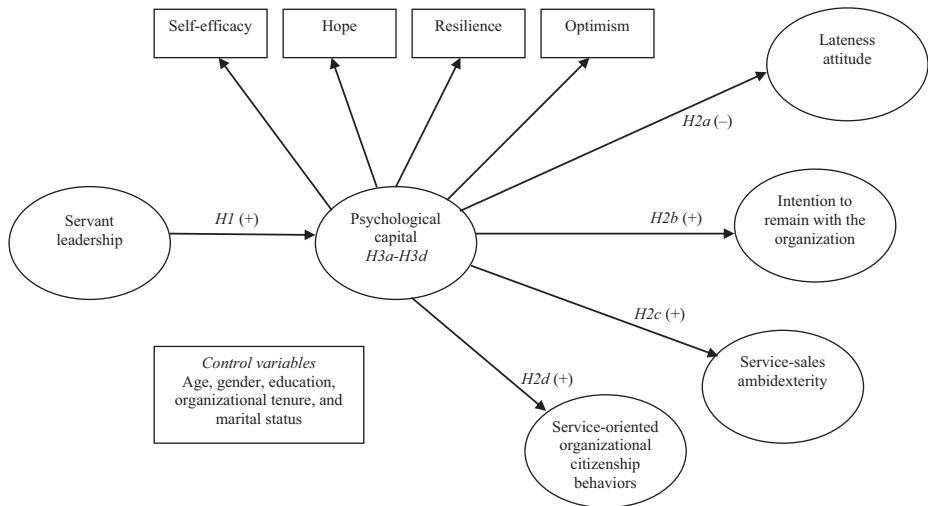 Self-efficacy
Hope
Resilience
Optimism
Lateness
attitude
H2a (–)
Servant
leadership
H1 (+)
Psychological
capital
H3a-H3d
H2b (+)
Intention to
remain with the
organization
H2c (+)
Service-sales
ambidexterity
Control variables
Age, gender, education,
organizational tenure, and
marital status
H2d (+)
Service-oriented
organizational
citizenship
behaviors